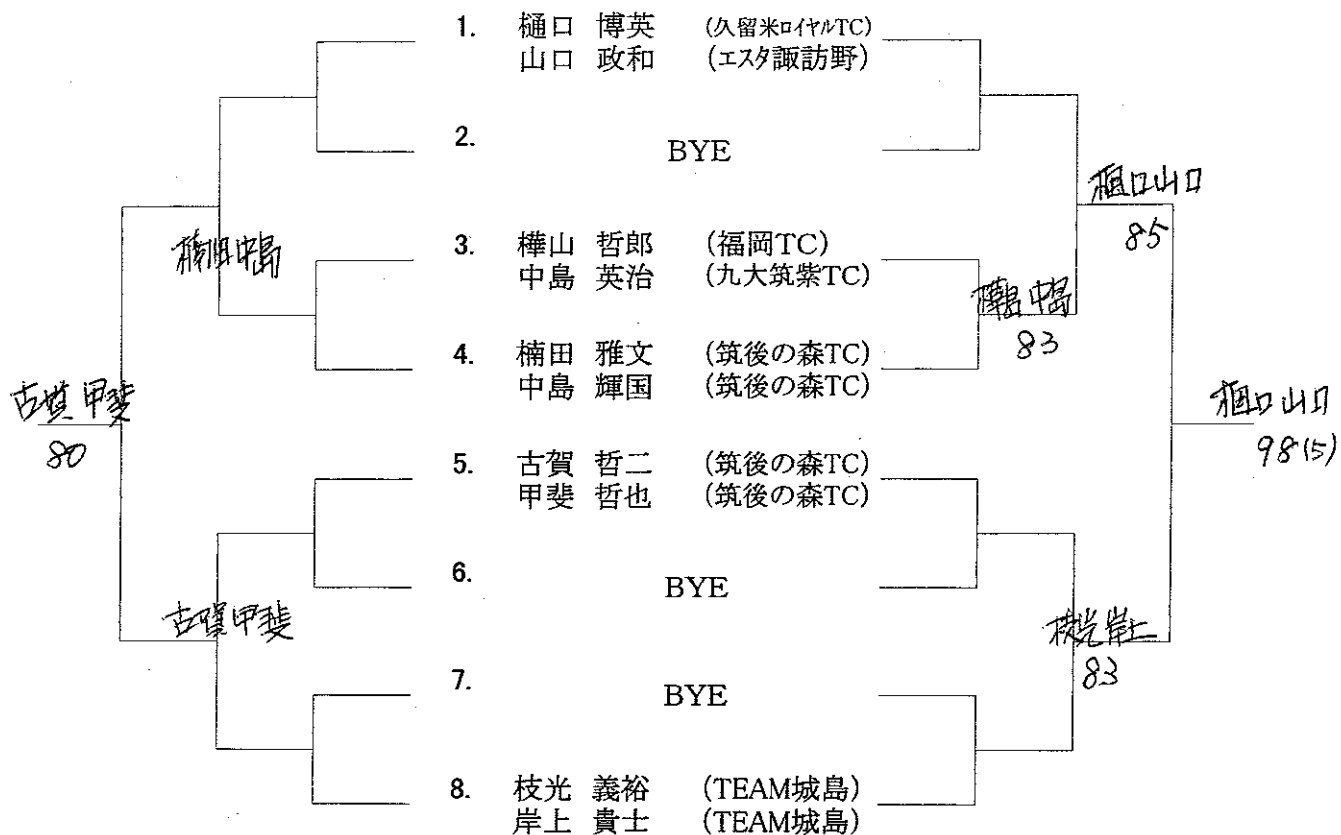 1. 樋口 博英 (久留米ロイヤルTC)
山口 政和 (エスタ諏訪野)
2. BYE
樋口山口
85
3. 樺山 哲郎 (福岡TC)
中島 英治 (九大筑紫TC)
楠田中島
中島
83
4. 楠田 雅文 (筑後の森TC)
中島 輝国 (筑後の森TC)
古賀 甲斐
80
樋口山口
98(5)
5. 古賀 哲二 (筑後の森TC)
甲斐 哲也 (筑後の森TC)
6. BYE
古賀甲斐
枝光岸上
83
7. BYE
8. 枝光 義裕 (TEAM城島)
岸上 貴士 (TEAM城島)